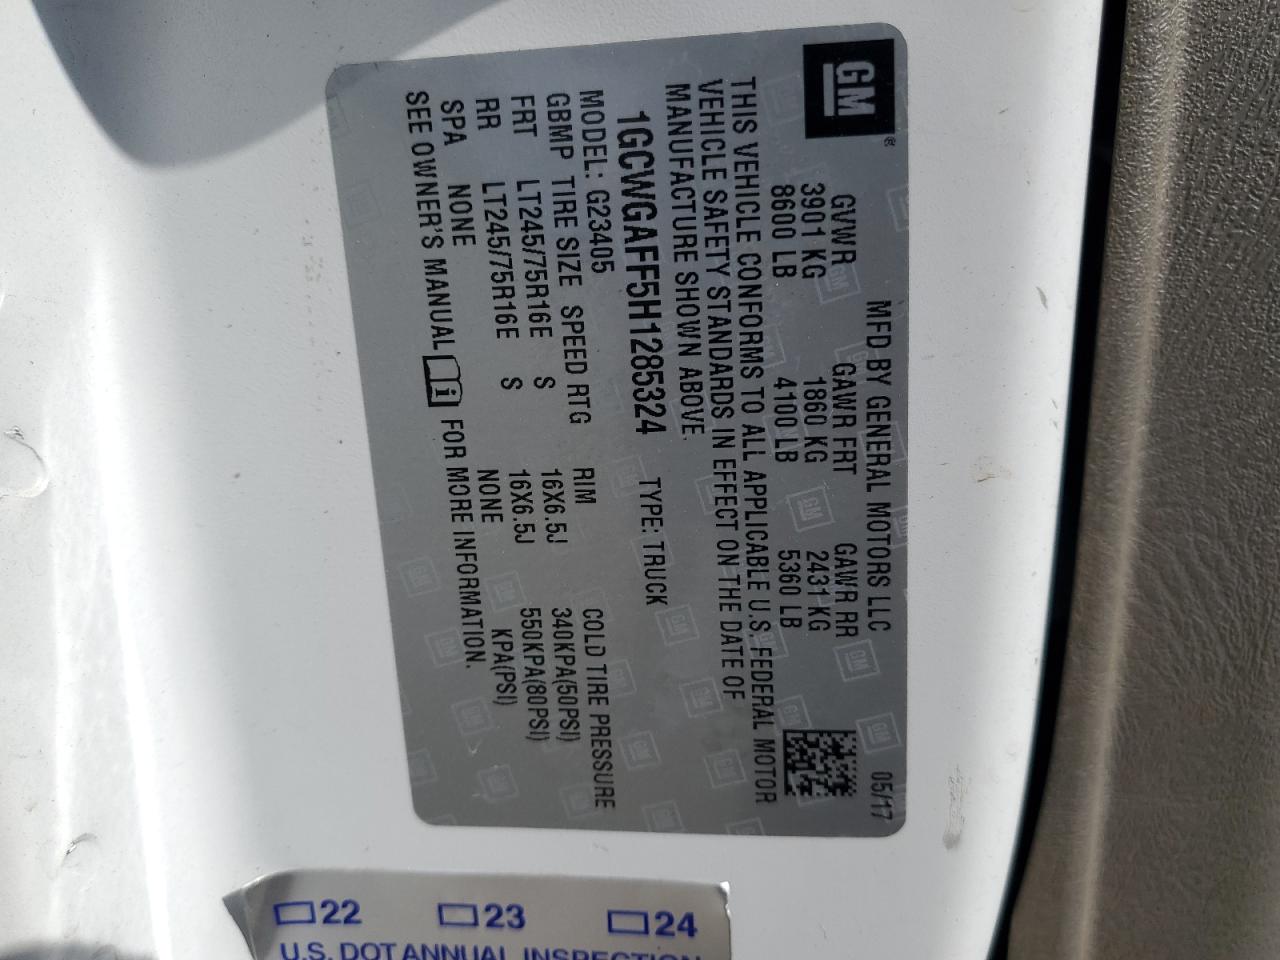 GM®
MFD BY GENERAL MOTORS LLC 05/17
GVWR GAWR FRT GAWR RR
3901 KG 1860 KG 2431 KG
8600 LB 4100 LB 5360 LB
THIS VEHICLE CONFORMS TO ALL APPLICABLE U.S. FEDERAL MOTOR
VEHICLE SAFETY STANDARDS IN EFFECT ON THE DATE OF
MANUFACTURE SHOWN ABOVE.
1GCWGAFF5H1285324 TYPE: TRUCK
MODEL: G23405
GBMP TIRE SIZE SPEED RTG RIM COLD TIRE PRESSURE
FRT LT245/75R16E S 16X6.5J 340KPA(50PSI)
RR LT245/75R16E S 16X6.5J 550KPA(80PSI)
SPA NONE NONE KPA(PSI)
SEE OWNER'S MANUAL FOR MORE INFORMATION.
22 23 24
U.S. DOT ANNUAL INSPECTION